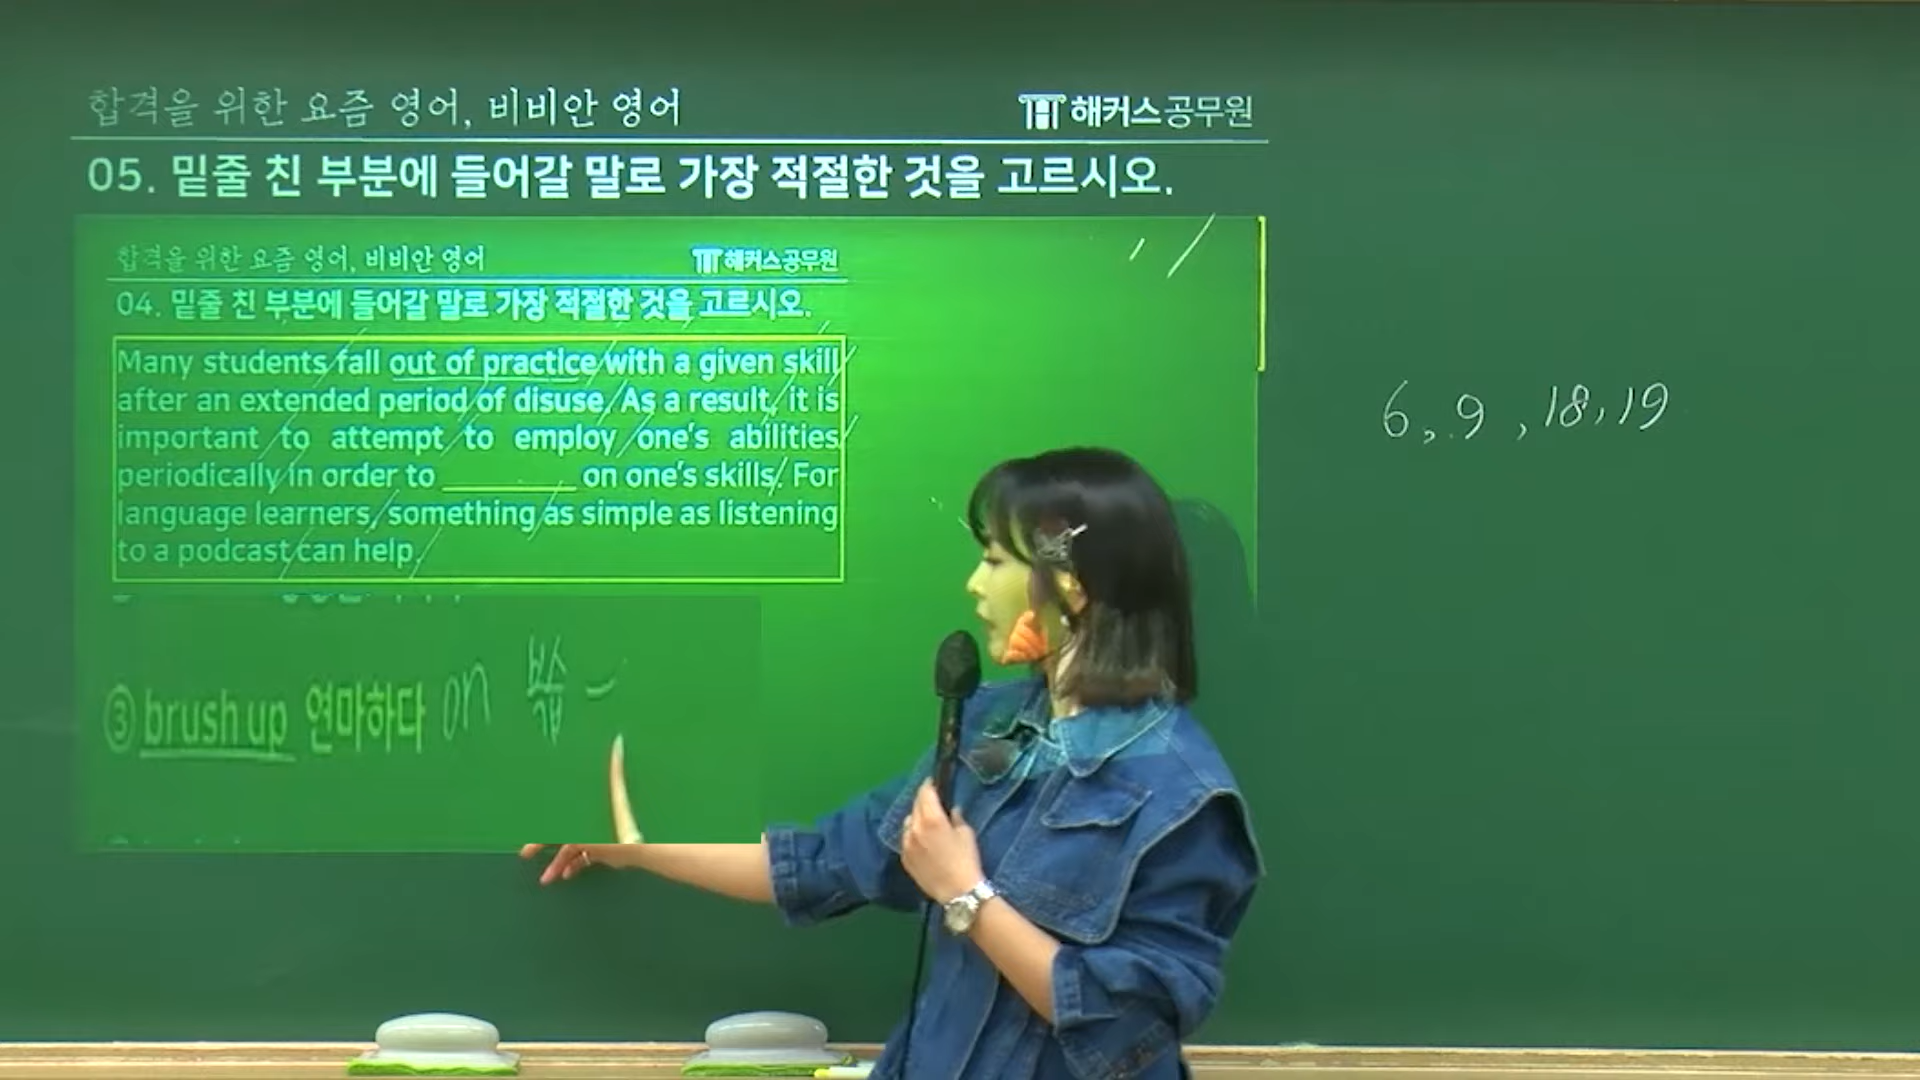 합격을 위한 요즘 영어, 비비안 영어
해커스공무원
05. 밑줄 친 부분에 들어갈 말로 가장 적절한 것을 고르시오.
합격을 위한 요즘 영어, 비비안 영어
해커스공무원
04. 밑줄 친 부분에 들어갈 말로 가장 적절한 것을 고르시오.
Many students fall out of practice with a given skill
after an extended period of disuse. As a result, it is
important to attempt to employ one's abilities
periodically in order to ________ on one's skills. For
language learners, something as simple as listening
to a podcast can help.
③ brush up 연마하다 on
6, 9, 18, 19